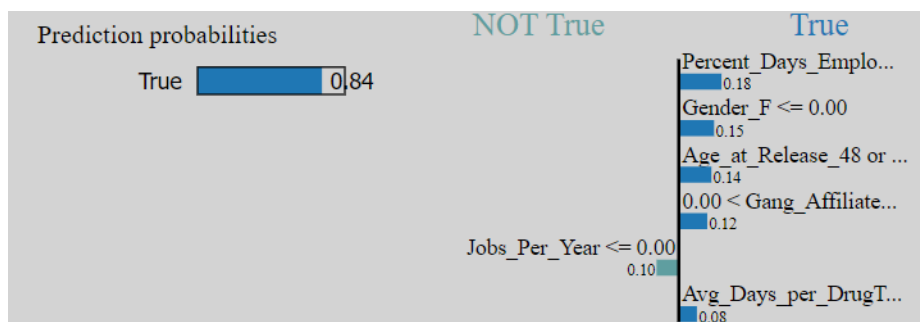 Prediction probabilities
True 0.84
NOT True True
Percent_Days_Emplo...
0.18
Gender_F <= 0.00
0.15
Age_at_Release_48 or ...
0.14
0.00 < Gang_Affiliate...
0.12
Jobs_Per_Year <= 0.00
0.10
Avg_Days_per_DrugT...
0.08